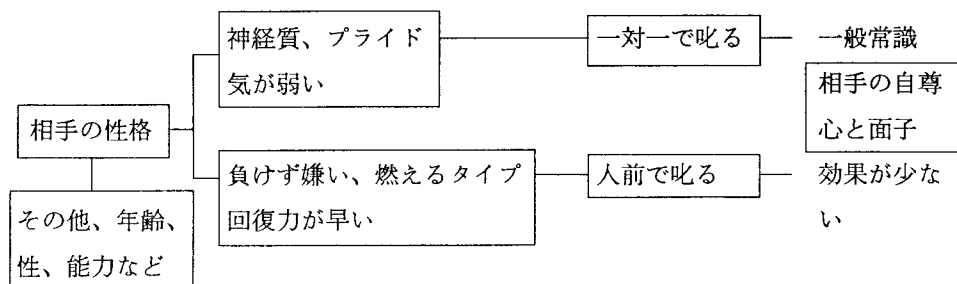 神経質、プライド
気が弱い
一対一で叱る
一般常識
相手の自尊
心と面子
相手の性格
負けず嫌い、燃えるタイプ
回復力が早い
人前で叱る
効果が少な
い
その他、年齢、
性、能力など